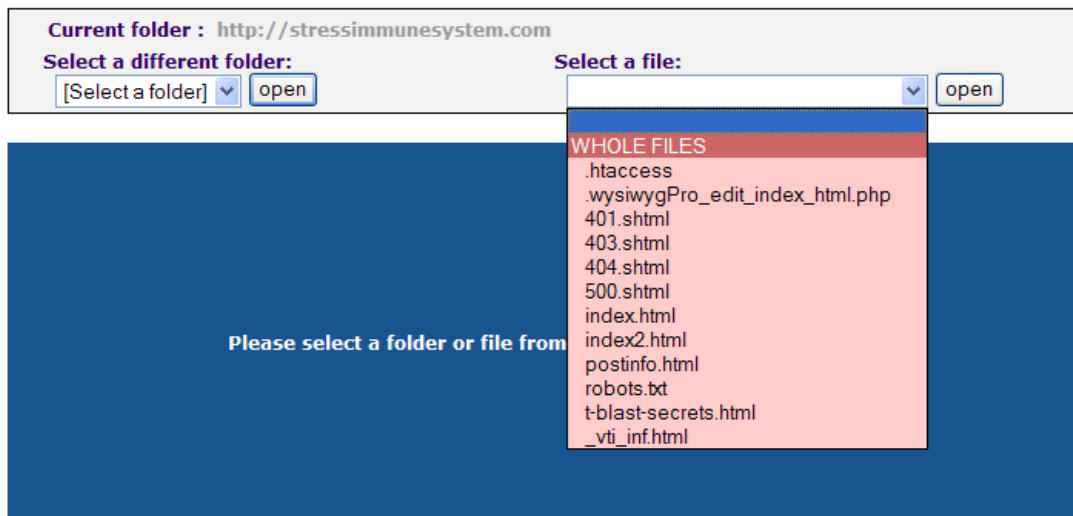 Current folder : http://stressimmunesystem.com
Select a different folder:
Select a file:
[Select a folder]
open
open
WHOLE FILES
.htaccess
.wysiwygPro_edit_index_html.php
401.shtml
403.shtml
404.shtml
500.shtml
index.html
index2.html
postinfo.html
robots.txt
t-blast-secrets.html
_vti_inf.html
Please select a folder or file from